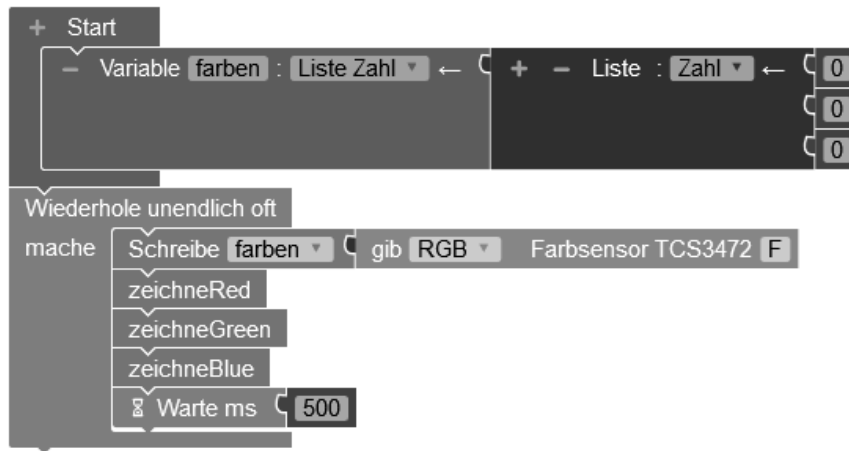 + Start
− Variable farben : Liste Zahl ▾ ← + − Liste : Zahl ▾ ← 0
0
0
Wiederhole unendlich oft
mache Schreibe farben ▾ gib RGB ▾ Farbsensor TCS3472 F
zeichneRed
zeichneGreen
zeichneBlue
Warte ms 500